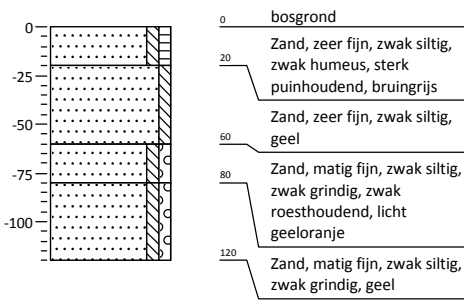 0
-25
-50
-75
-100
0
bosgrond
Zand, zeer fijn, zwak siltig,
20
zwak humeus, sterk
puinhoudend, bruingrijs
Zand, zeer fijn, zwak siltig,
60
geel
Zand, matig fijn, zwak siltig,
80
zwak grindig, zwak
roesthoudend, licht
geeloranje
120
Zand, matig fijn, zwak siltig,
zwak grindig, geel